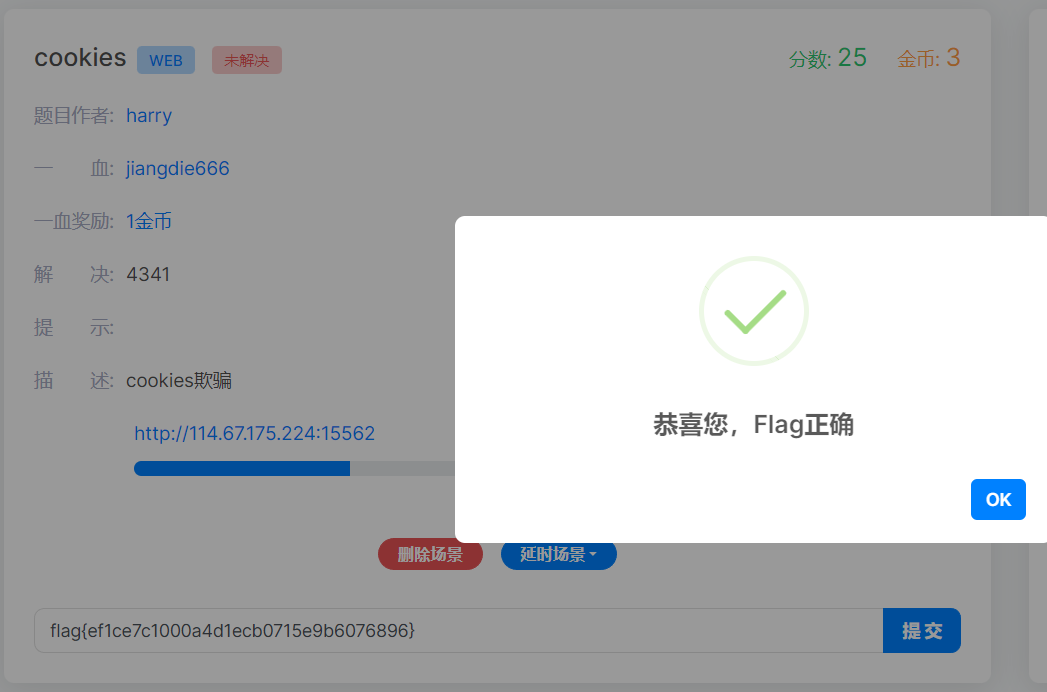 cookies WEB 未解决 分数: 25 金币: 3
题目作者: harry
一 血: jiangdie666
一血奖励: 1金币
解 决: 4341
提 示:
描 述: cookies欺骗
http://114.67.175.224:15562
恭喜您，Flag正确
OK
删除场景 延时场景
flag{ef1ce7c1000a4d1ecb0715e9b6076896} 提交